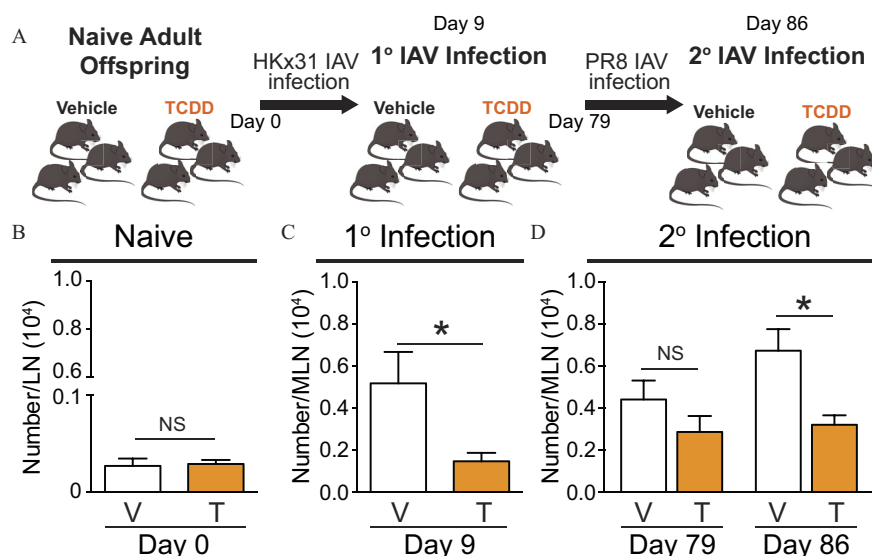 A
Naive Adult
Offspring
Vehicle TCDD
Day 0
HKx31 IAV
infection
Day 9
1° IAV Infection
Vehicle TCDD
Day 79
PR8 IAV
infection
Day 86
2° IAV Infection
Vehicle TCDD
B Naive
Number/LN (10⁴)
1.0
0.8
0.6
0.1
0
NS
V T
Day 0
C 1° Infection
Number/MLN (10⁴)
1.0
0.8
0.6
0.4
0.2
0.0
*
V T
Day 9
D 2° Infection
Number/MLN (10⁴)
1.0
0.8
0.6
0.4
0.2
0.0
NS
*
V T V T
Day 79 Day 86